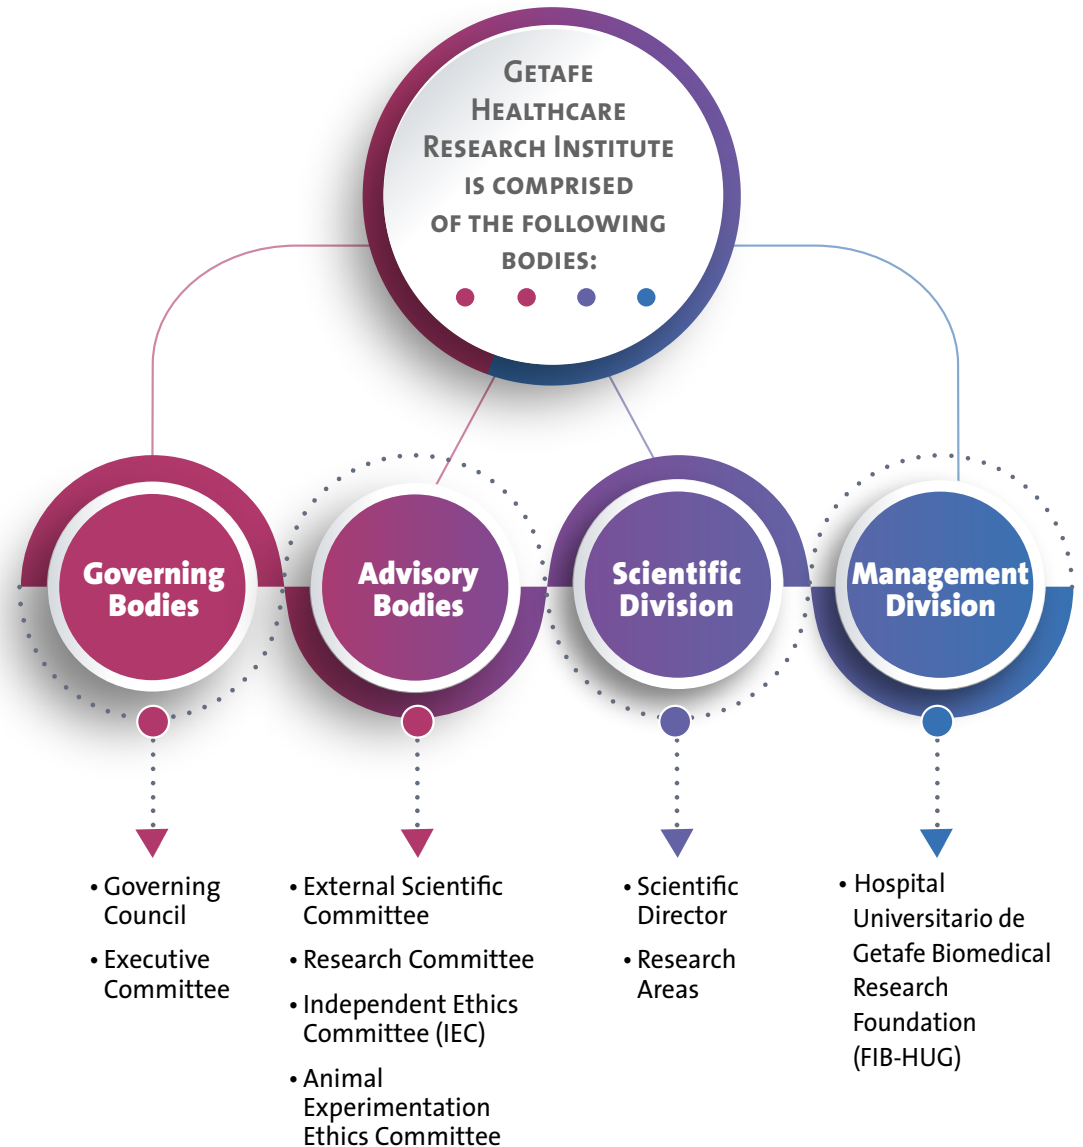 GETAFE
HEALTHCARE
RESEARCH INSTITUTE
IS COMPRISED
OF THE FOLLOWING
BODIES:
Governing
Bodies
Advisory
Bodies
Scientific
Division
Management
Division
• Governing
Council
• Executive
Committee
• External Scientific
Committee
• Research Committee
• Independent Ethics
Committee (IEC)
• Animal
Experimentation
Ethics Committee
• Scientific
Director
• Research
Areas
• Hospital
Universitario de
Getafe Biomedical
Research
Foundation
(FIB-HUG)